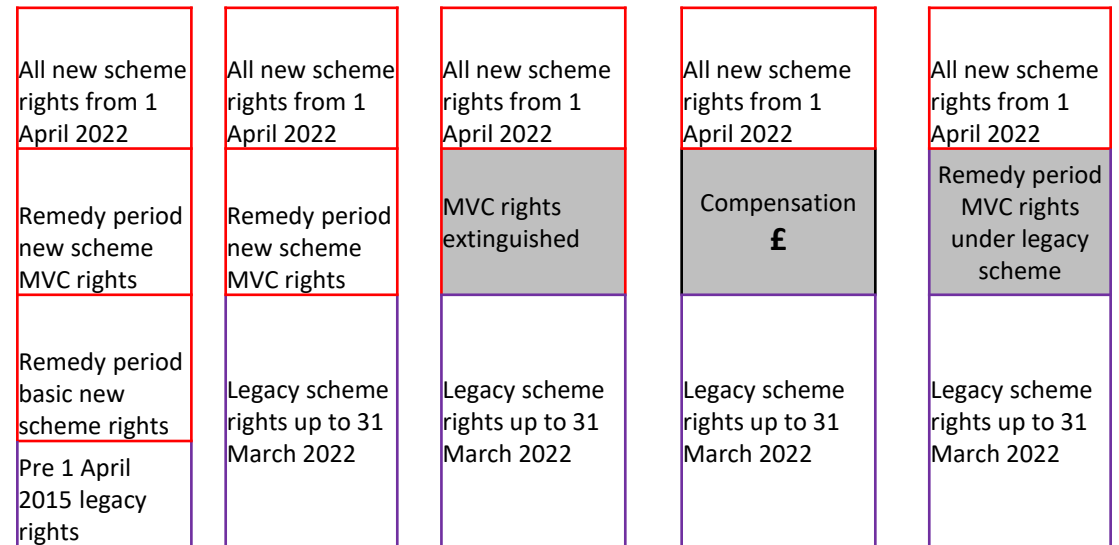 All new scheme
rights from 1
April 2022
Remedy period
new scheme
MVC rights
Remedy period
basic new
scheme rights
Pre 1 April
2015 legacy
rights
All new scheme
rights from 1
April 2022
Remedy period
new scheme
MVC rights
Legacy scheme
rights up to 31
March 2022
All new scheme
rights from 1
April 2022
MVC rights
extinguished
Legacy scheme
rights up to 31
March 2022
All new scheme
rights from 1
April 2022
Compensation
£
Legacy scheme
rights up to 31
March 2022
All new scheme
rights from 1
April 2022
Remedy period
MVC rights
under legacy
scheme
Legacy scheme
rights up to 31
March 2022